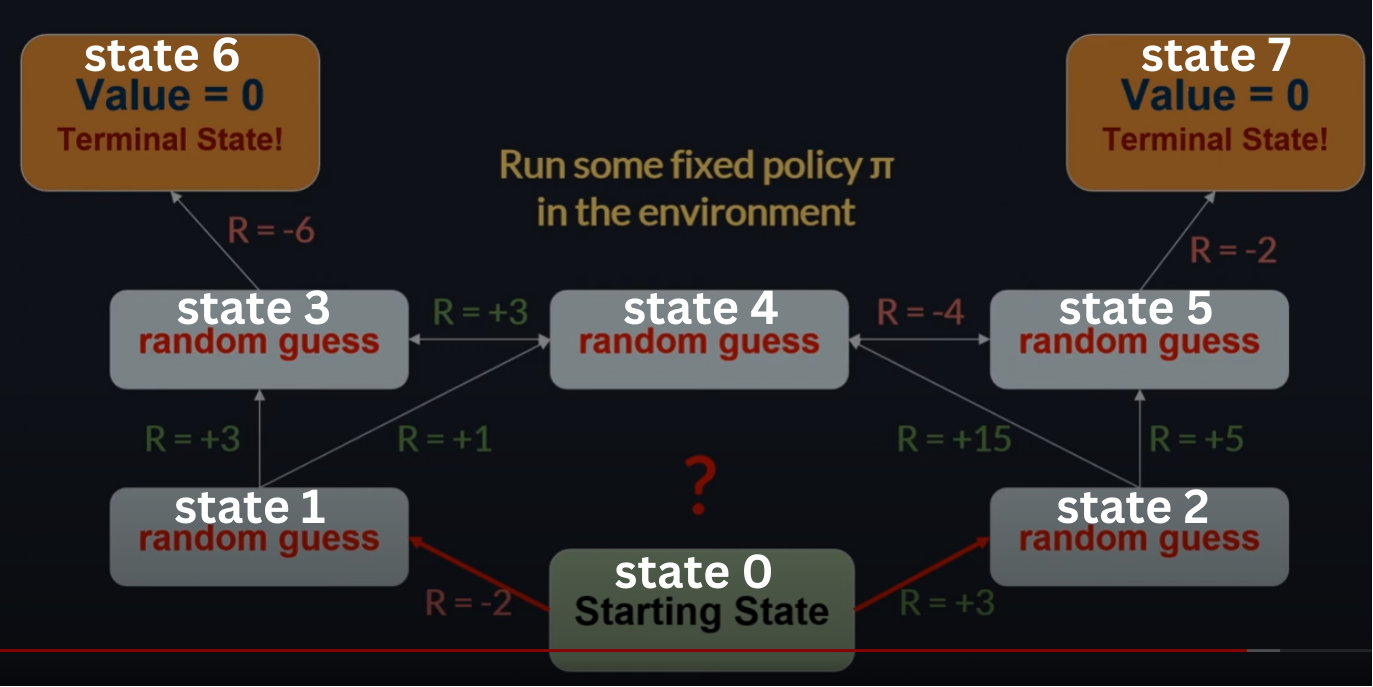 state 6
Value = 0
Terminal State!
state 7
Value = 0
Terminal State!
Run some fixed policy π
in the environment
R = -6
R = -2
state 3
random guess
R = +3
state 4
random guess
R = -4
state 5
random guess
R = +3
R = +1
R = +15
R = +5
?
state 1
random guess
state 2
random guess
state 0
Starting State
R = -2
R = +3